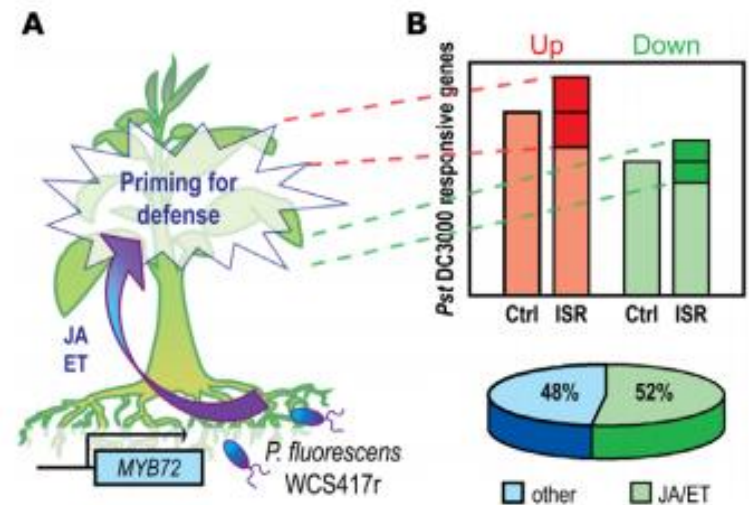 A
Priming for
defense
JA
ET
MYB72
P. fluorescens
WCS417r
B
Up Down
Pst DC3000 responsive genes
Ctrl ISR Ctrl ISR
48% 52%
other JA/ET